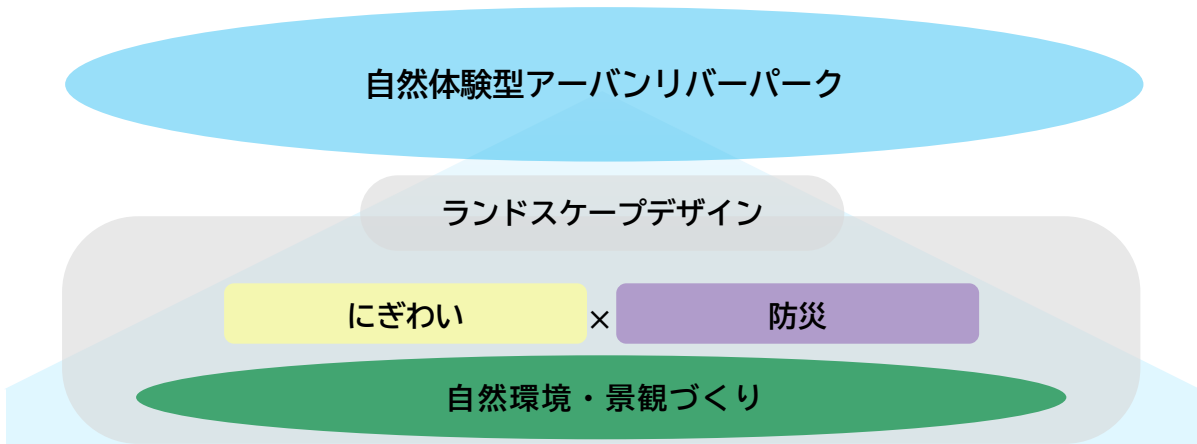 自然体験型アーバンリバーパーク
ランドスケープデザイン
にぎわい×防災
自然環境・景観づくり